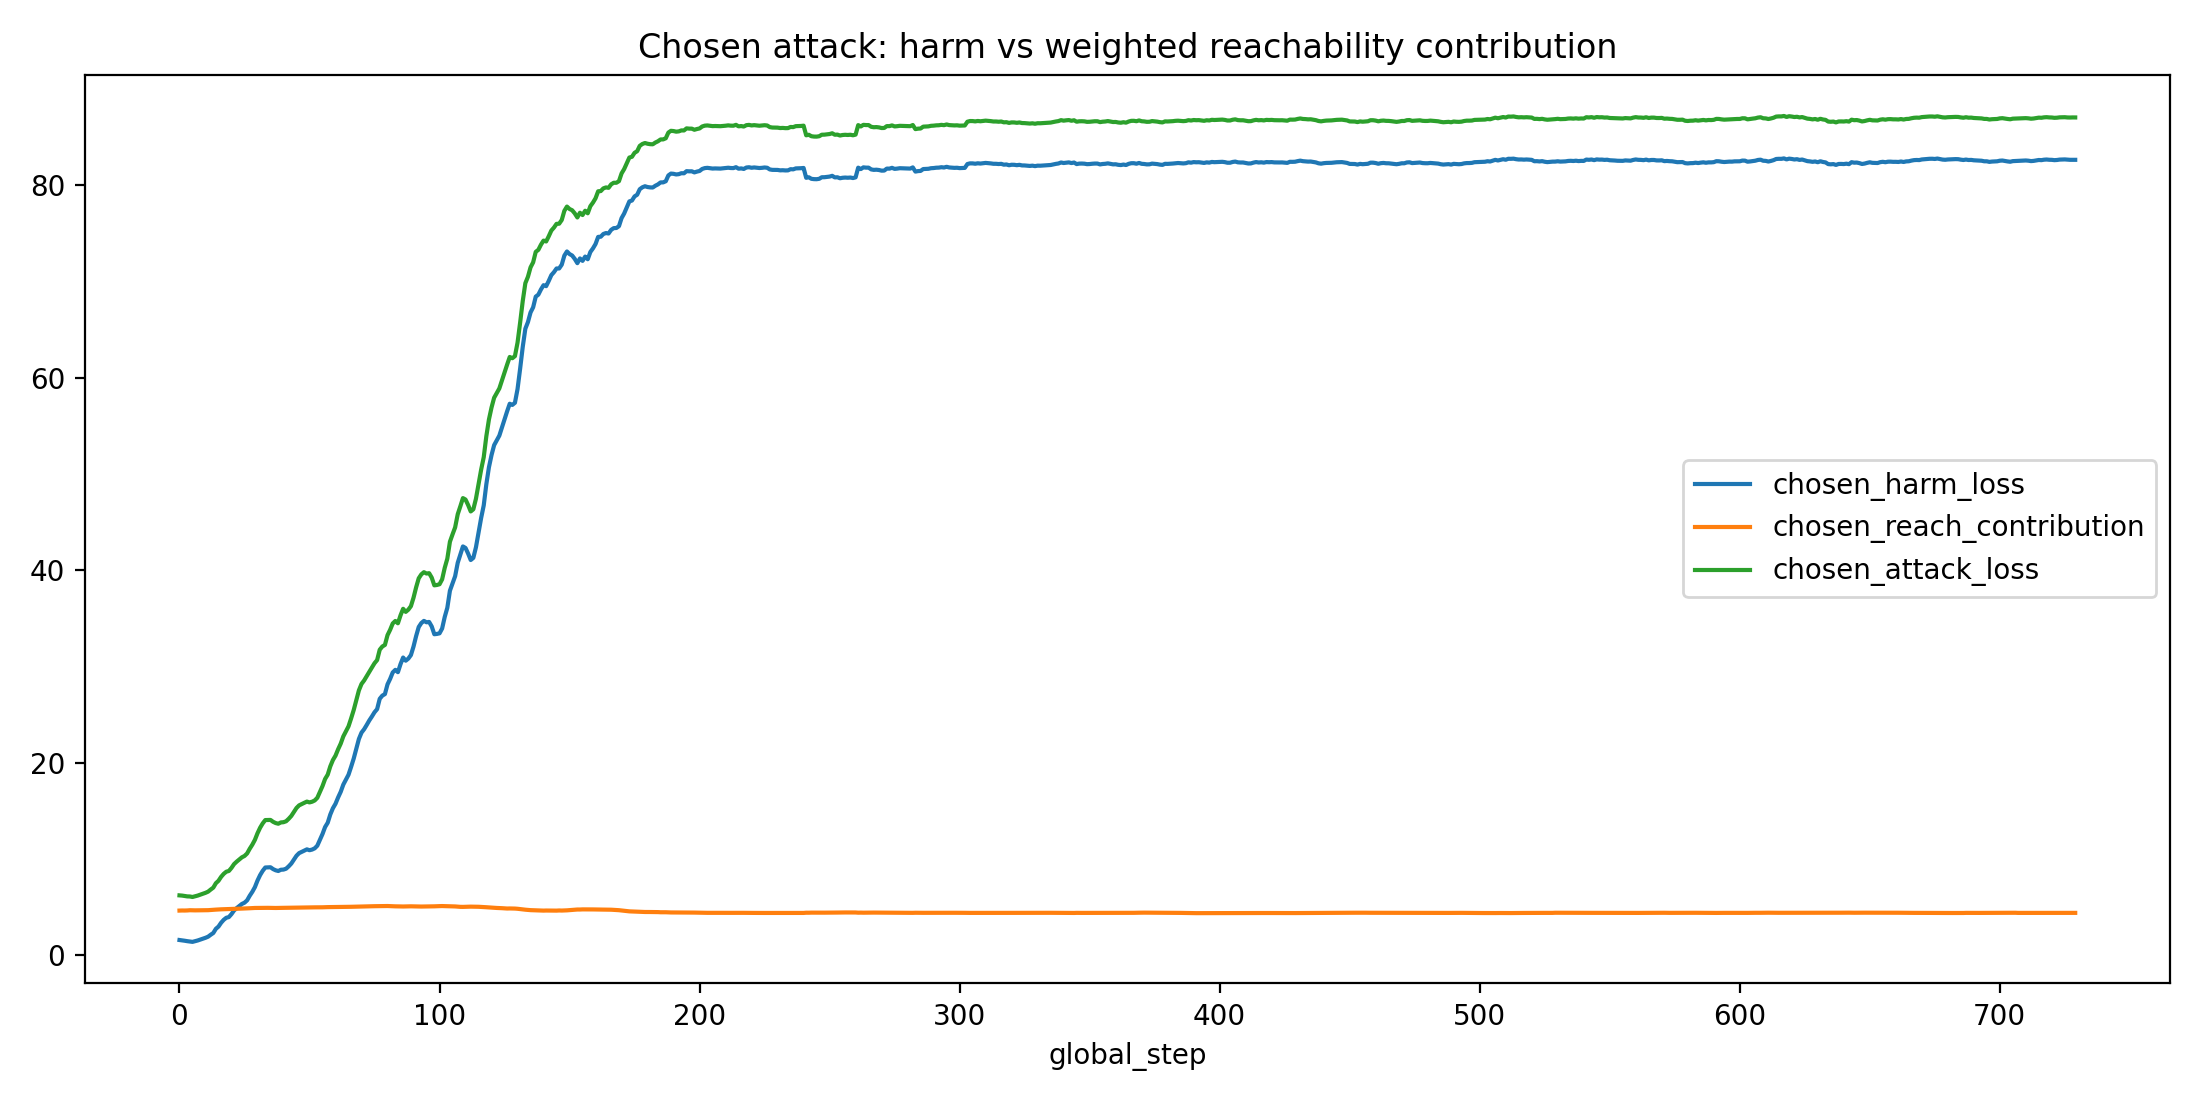 Chosen attack: harm vs weighted reachability contribution
80
60
40
20
0
chosen_harm_loss
chosen_reach_contribution
chosen_attack_loss
0 100 200 300 400 500 600 700
global_step